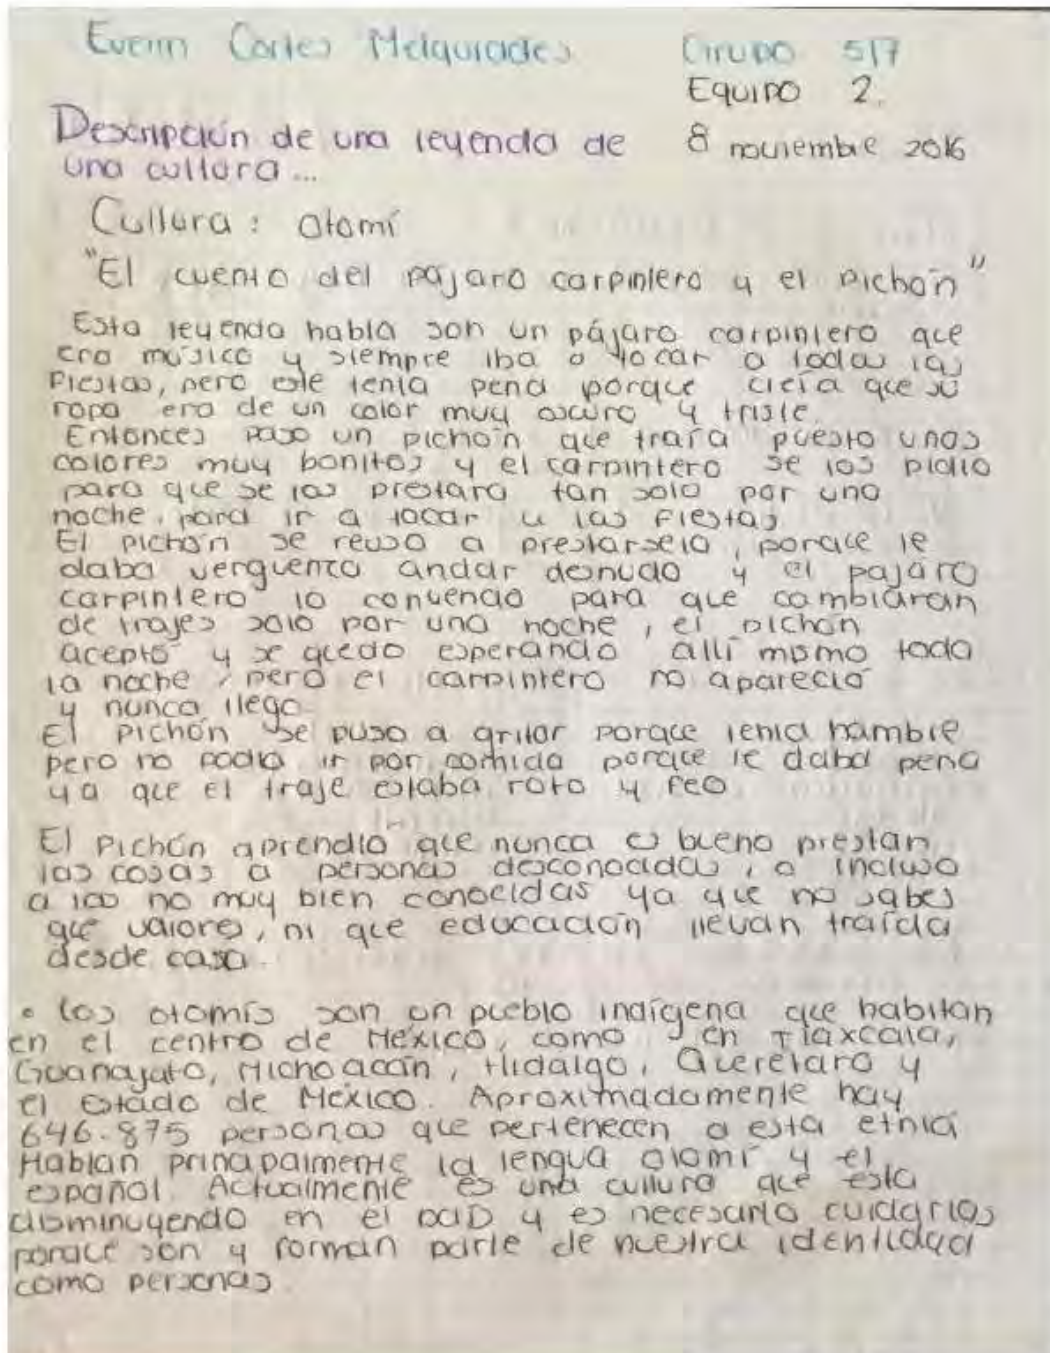 Evelin Cortes Melquiades Grupo 517
Equipo 2.
Descripción de una leyenda de 8 noviembre 2016
una cultura...
Cultura: otomí
"El cuento del pájaro carpintero y el Pichón"
Esta leyenda habla son un pájaro carpintero que
era músico y siempre iba a tocar a todas las
Fiestas, pero este tenia pena porque decía que su
ropa era de un color muy oscuro y triste.
Entonces paso un pichón que traía puesto unos
colores muy bonitos y el carpintero se los pidio
para que se los prestara tan solo por una
noche, para ir a tocar a las Fiestas
El pichón se reuso a prestarselo, porque le
daba verguenza andar desnudo y el pajaro
carpintero lo convencio para que cambiaran
de trajes solo por una noche, el pichón
acepto y se quedo esperando allí mismo toda
la noche, pero el carpintero no apareció
y nunca llego.
El pichón se puso a gritar porque tenia hambre
pero no podia ir por comida porque le daba pena
ya que el traje estaba roto y feo.
El Pichón aprendio que nunca es bueno prestan
las cosas a personas desconocidas, o incluso
a las no muy bien conocidas ya que no sabes
que valores, ni que educación llevan traída
desde casa.
• Los otomís son un pueblo indígena que habitan
en el centro de México, como en Tlaxcala,
Guanajuato, Michoacán, Hidalgo, Querétaro y
el Estado de México. Aproximadamente hay
646.875 personas que pertenecen a esta etnia
Hablan principalmente la lengua otomí y el
español. Actualmente es una cultura que esta
disminuyendo en el país y es necesario cuidarlos
porque son y forman parte de nuestra identidad
como personas.